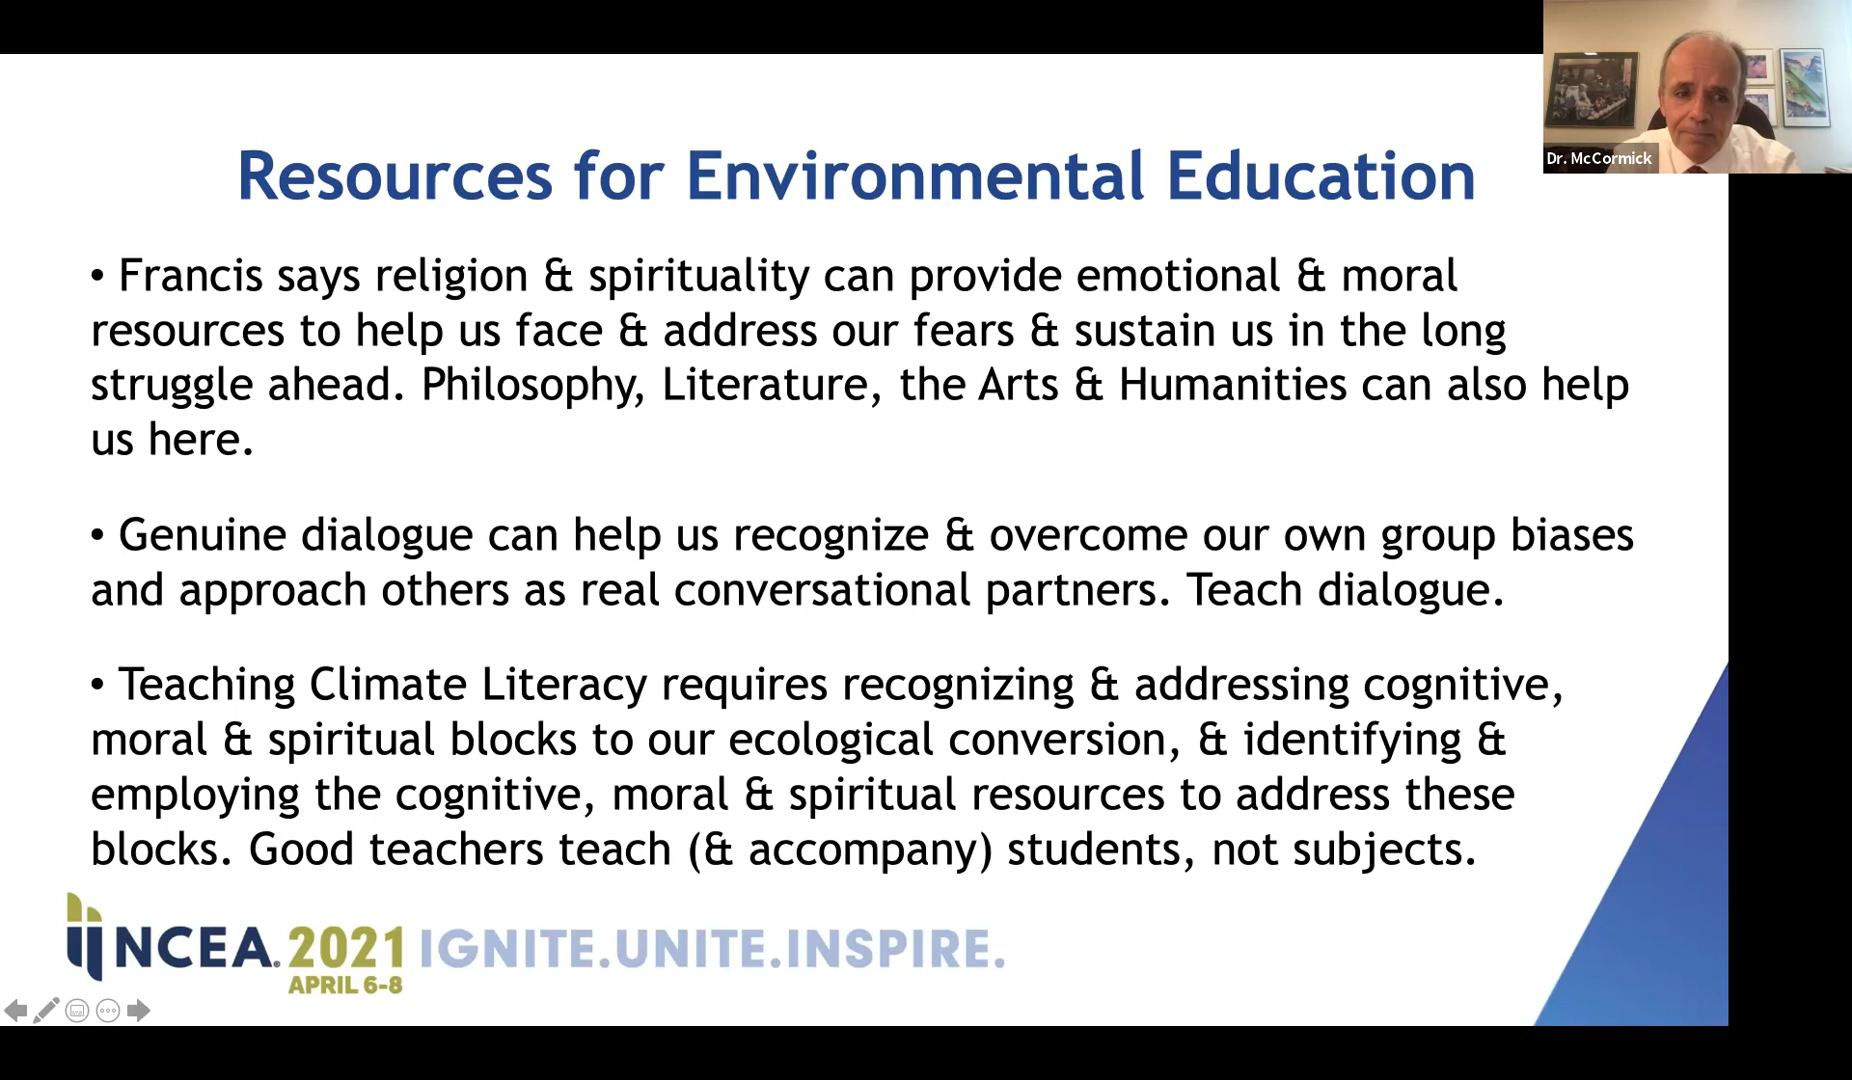 Dr. McCormick
Resources for Environmental Education
• Francis says religion & spirituality can provide emotional & moral
resources to help us face & address our fears & sustain us in the long
struggle ahead. Philosophy, Literature, the Arts & Humanities can also help
us here.
• Genuine dialogue can help us recognize & overcome our own group biases
and approach others as real conversational partners. Teach dialogue.
• Teaching Climate Literacy requires recognizing & addressing cognitive,
moral & spiritual blocks to our ecological conversion, & identifying &
employing the cognitive, moral & spiritual resources to address these
blocks. Good teachers teach (& accompany) students, not subjects.
NCEA® 2021 IGNITE.UNITE.INSPIRE.
APRIL 6-8